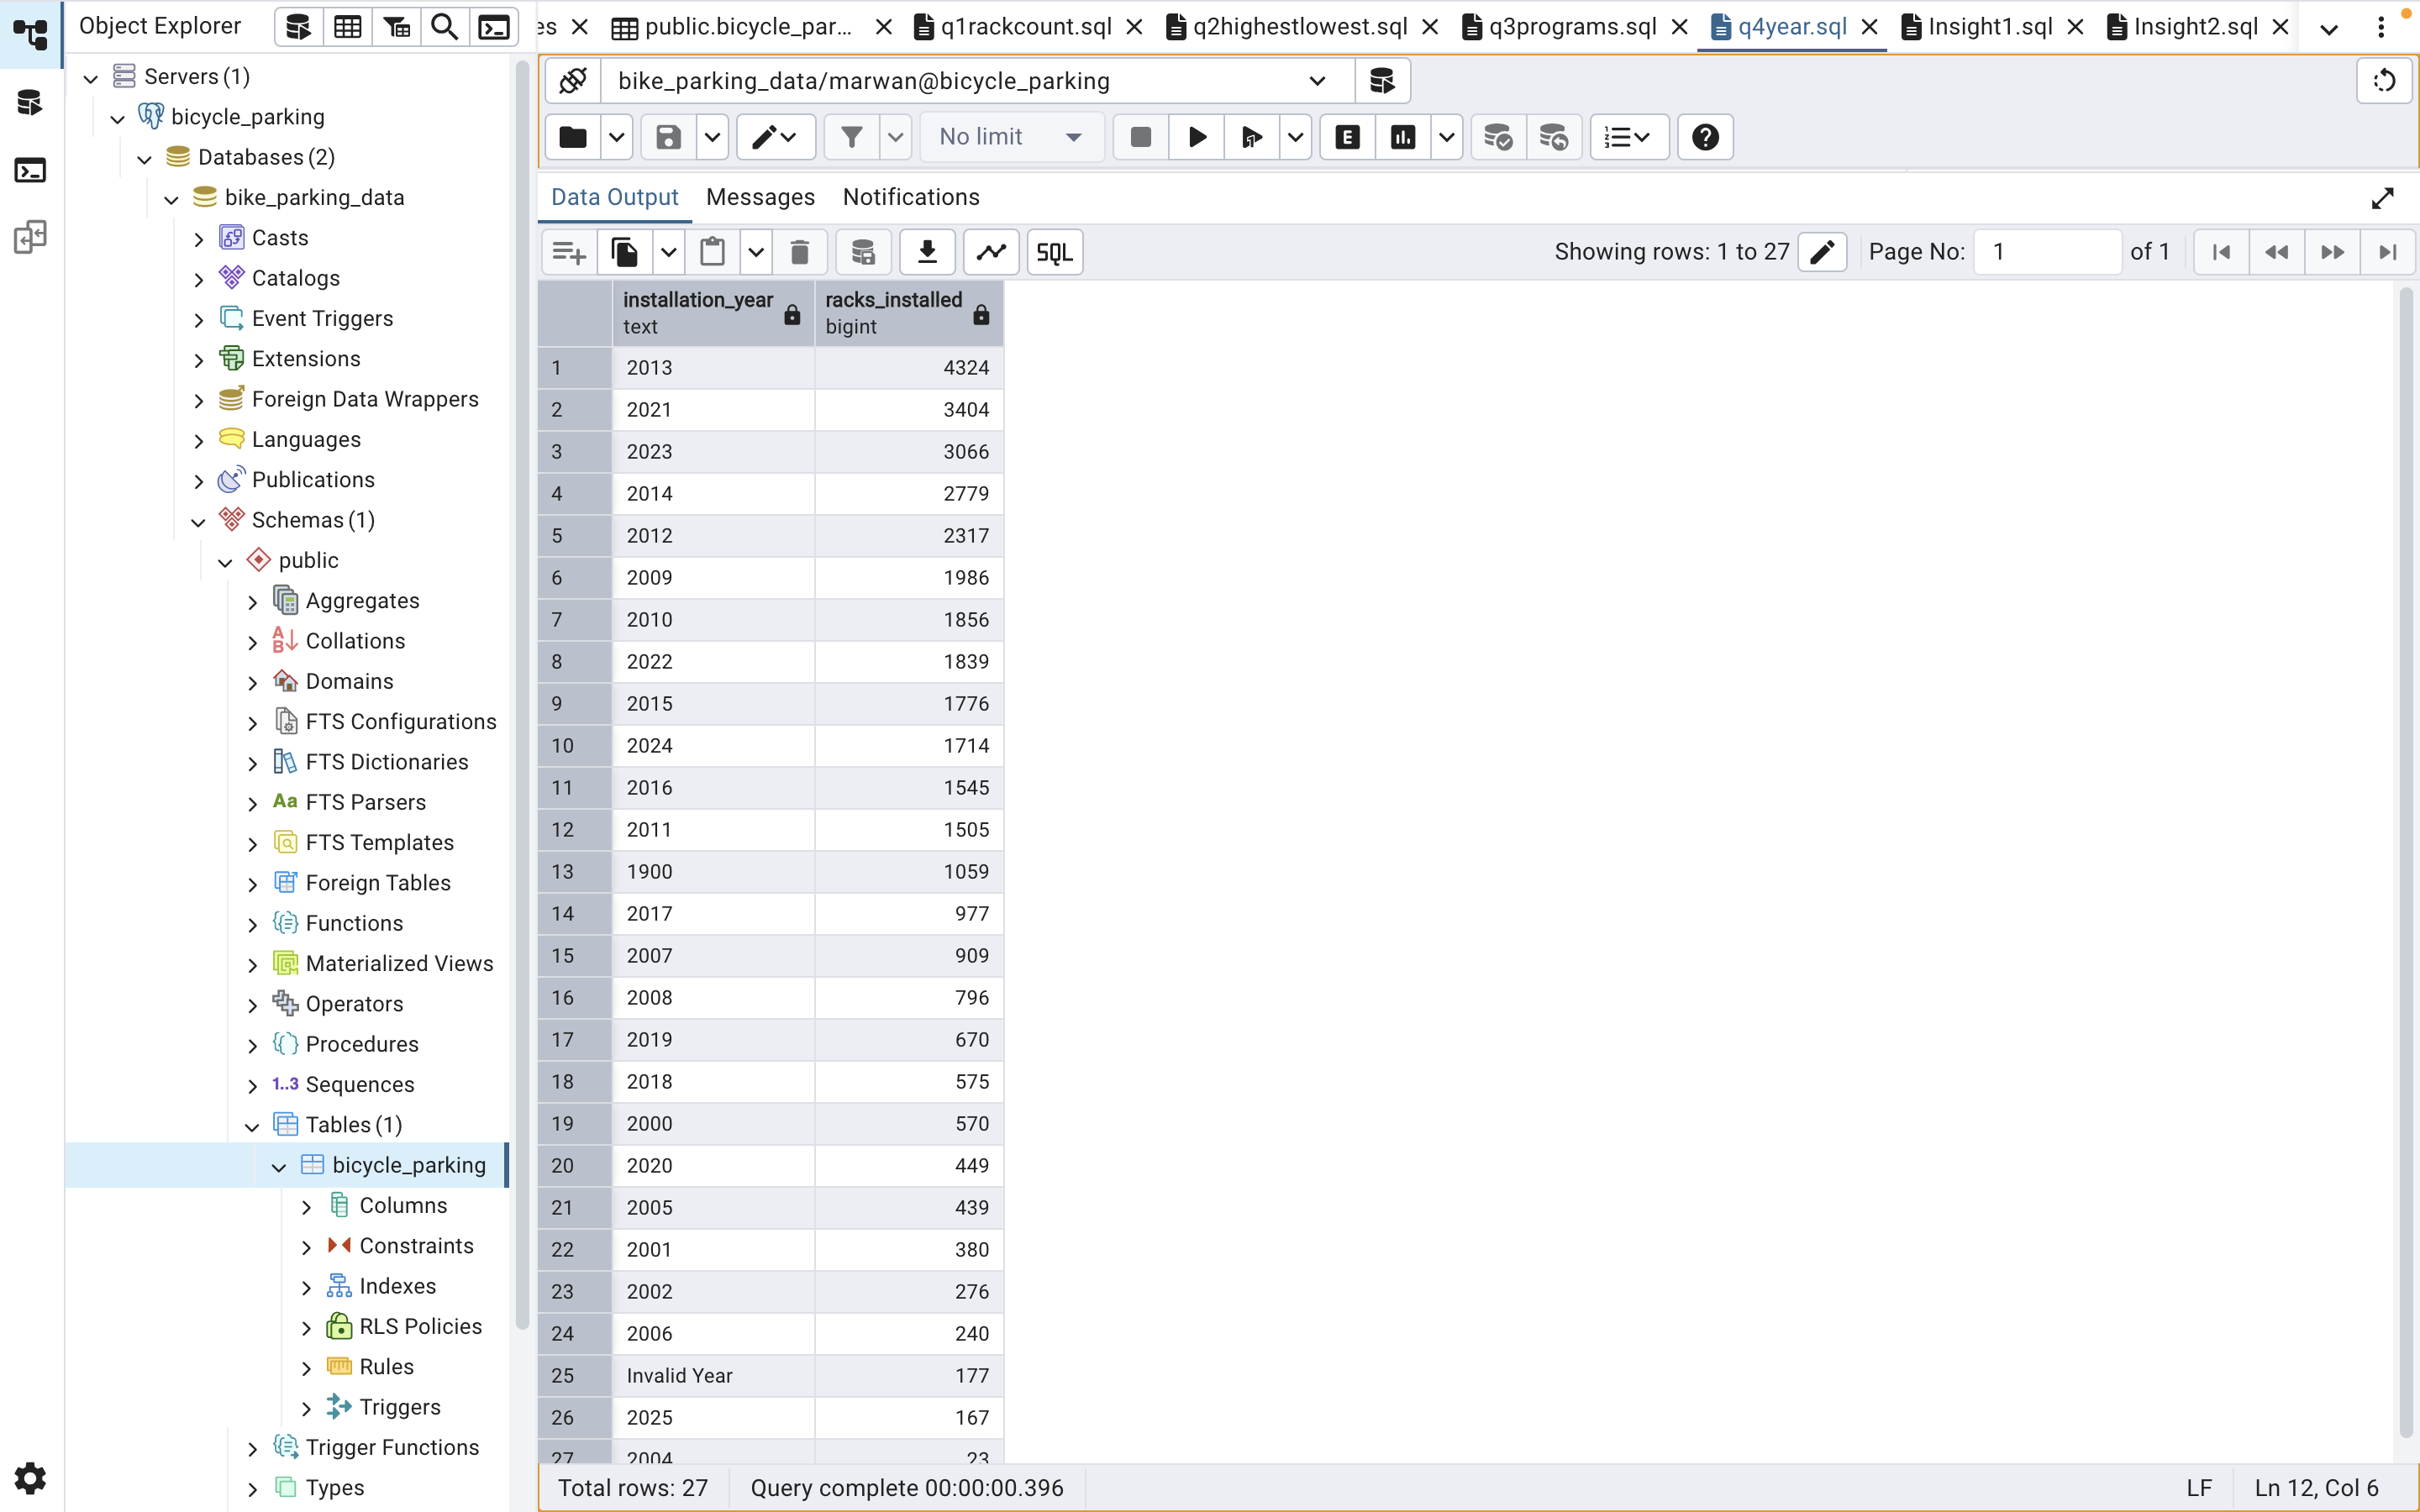 Object Explorer
es
public.bicycle_par...
q1rackcount.sql
q2highestlowest.sql
q3programs.sql
q4year.sql
Insight1.sql
Insight2.sql
Servers (1)
bicycle_parking
Databases (2)
bike_parking_data
Casts
Catalogs
Event Triggers
Extensions
Foreign Data Wrappers
Languages
Publications
Schemas (1)
public
Aggregates
Collations
Domains
FTS Configurations
FTS Dictionaries
Aa FTS Parsers
FTS Templates
Foreign Tables
Functions
Materialized Views
Operators
Procedures
1..3 Sequences
Tables (1)
bicycle_parking
Columns
Constraints
Indexes
RLS Policies
Rules
Triggers
Trigger Functions
Types
bike_parking_data/marwan@bicycle_parking
No limit
E
Data Output Messages Notifications
SQL
Showing rows: 1 to 27
Page No: 1 of 1
installation_year racks_installed
text bigint
1 2013 4324
2 2021 3404
3 2023 3066
4 2014 2779
5 2012 2317
6 2009 1986
7 2010 1856
8 2022 1839
9 2015 1776
10 2024 1714
11 2016 1545
12 2011 1505
13 1900 1059
14 2017 977
15 2007 909
16 2008 796
17 2019 670
18 2018 575
19 2000 570
20 2020 449
21 2005 439
22 2001 380
23 2002 276
24 2006 240
25 Invalid Year 177
26 2025 167
27 2004 23
Total rows: 27 Query complete 00:00:00.396 LF Ln 12, Col 6